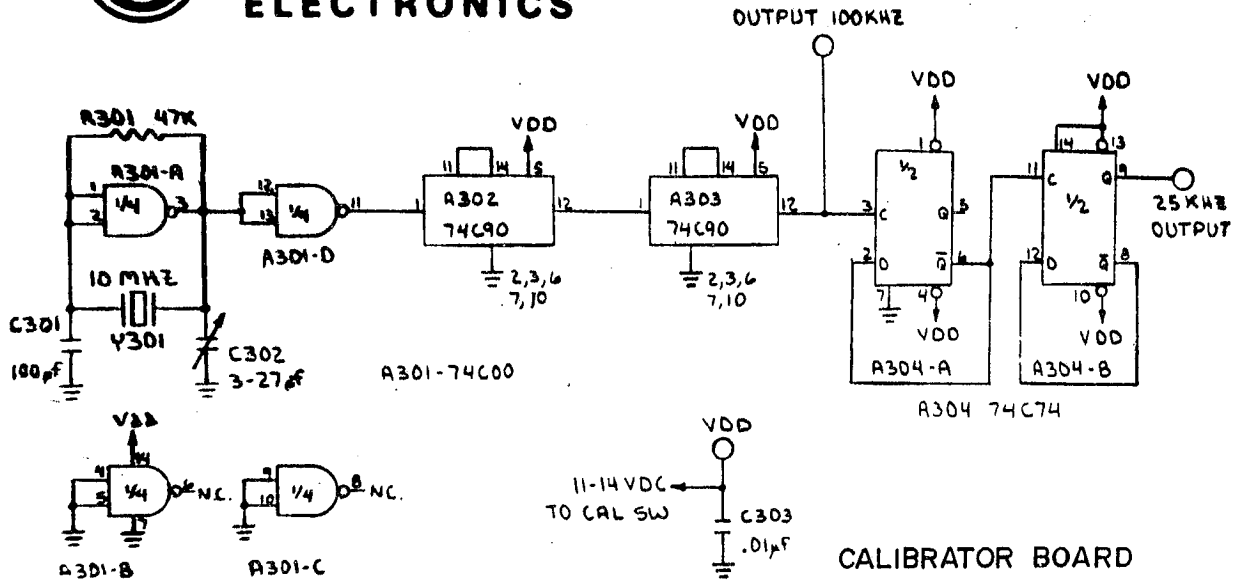 ELECTRONICS
OUTPUT 100KHZ
R301 47K
A301-A
1
2
1/4
3
12
13
1/4
11
A301-D
10 MHZ
Y301
C301
100pf
C302
3-27pf
A301-74C00
VDD
11 14 5
1
A302
74C90
12
2,3,6
7,10
VDD
11 14 5
1
A303
74C90
12
2,3,6
7,10
VDD
1
1/2
3 C Q 5
2 D Q̅ 6
7 4
VDD
A304-A
VDD
14 13
11 C Q 9
1/2
12 D Q̅ 8
10
VDD
A304-B
25 KHZ
OUTPUT
A304 74C74
VDD
14
4
5
1/4
6 N.C.
7
A301-B
9
10
1/4
8 N.C.
A301-C
VDD
11-14 VDC
TO CAL SW
C303
.01µF
CALIBRATOR BOARD